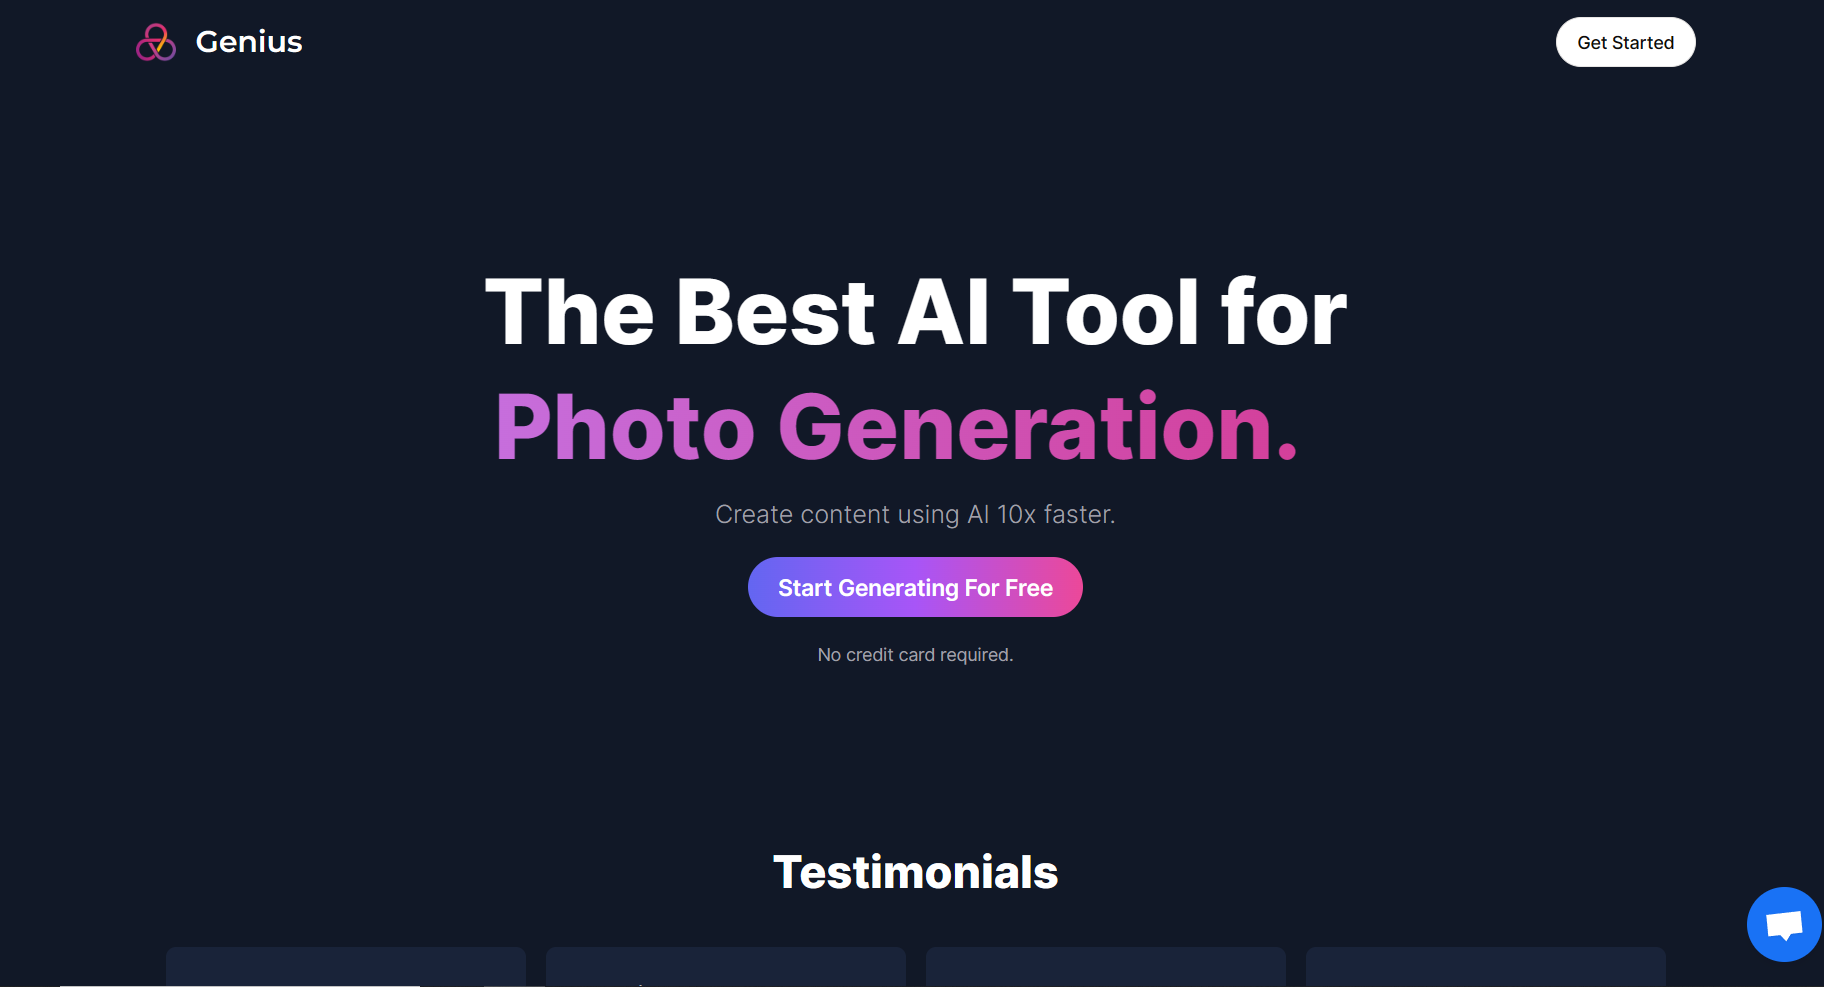 Genius
Get Started
The Best AI Tool for
Photo Generation.
Create content using AI 10x faster.
Start Generating For Free
No credit card required.
Testimonials